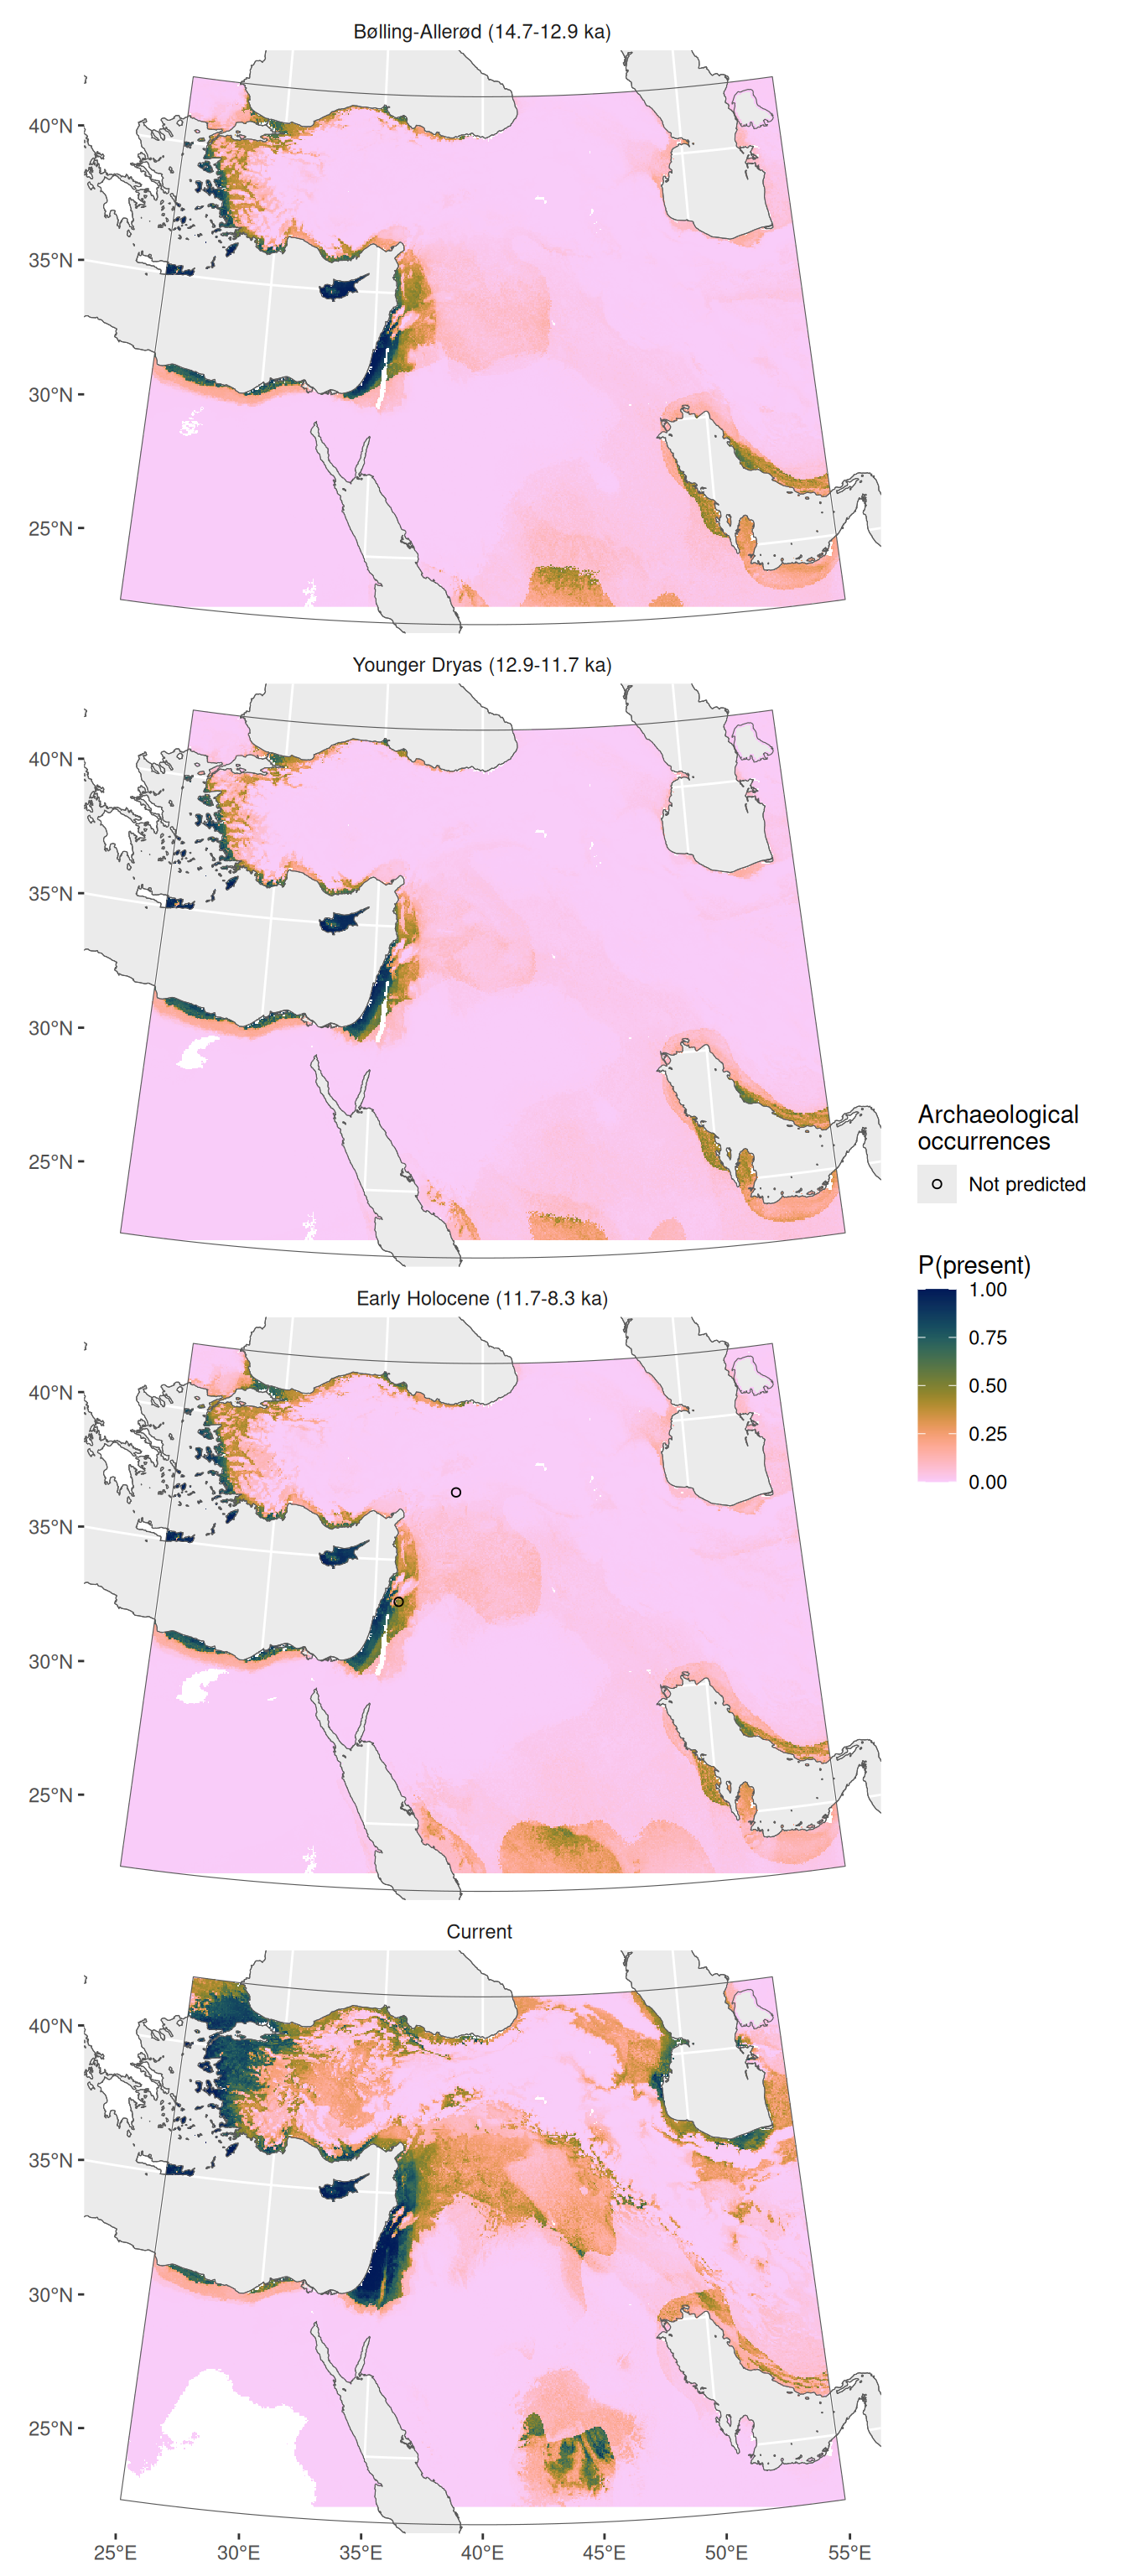 Bølling-Allerød (14.7-12.9 ka)
40°N
35°N
30°N
25°N
Younger Dryas (12.9-11.7 ka)
40°N
35°N
30°N
25°N
Archaeological
occurrences
Not predicted
P(present)
1.00
0.75
0.50
0.25
0.00
Early Holocene (11.7-8.3 ka)
40°N
35°N
30°N
25°N
Current
40°N
35°N
30°N
25°N
25°E 30°E 35°E 40°E 45°E 50°E 55°E